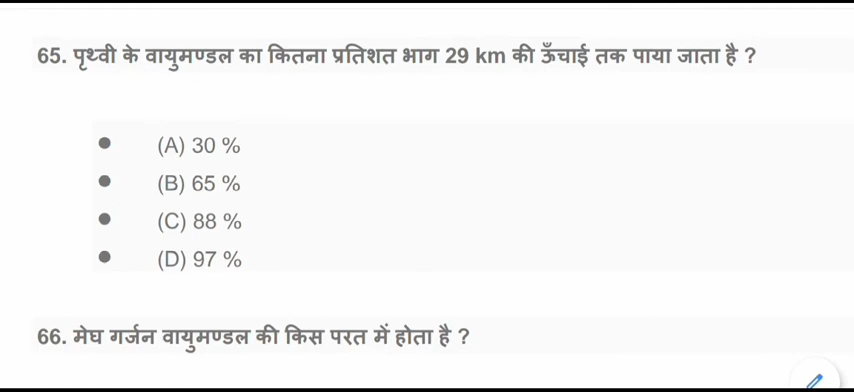 65. पृथ्वी के वायुमण्डल का कितना प्रतिशत भाग 29 km की ऊँचाई तक पाया जाता है ?
(A) 30 %
(B) 65 %
(C) 88 %
(D) 97 %
66. मेघ गर्जन वायुमण्डल की किस परत में होता है ?